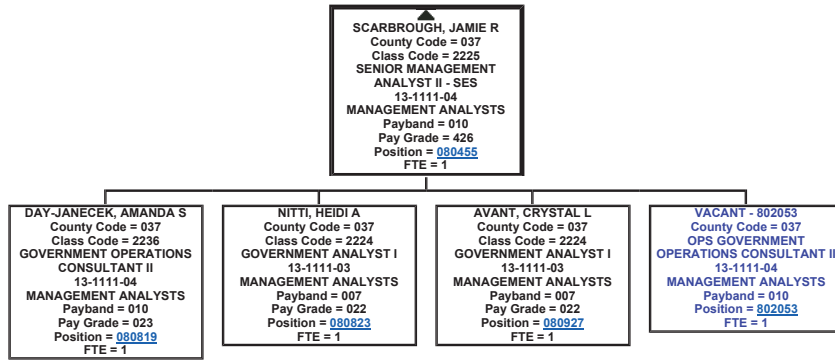 SCARBROUGH, JAMIE R
County Code = 037
Class Code = 2225
SENIOR MANAGEMENT
ANALYST II - SES
13-1111-04
MANAGEMENT ANALYSTS
Payband = 010
Pay Grade = 426
Position = 080455
FTE = 1
DAY-JANECEK, AMANDA S
County Code = 037
Class Code = 2236
GOVERNMENT OPERATIONS
CONSULTANT II
13-1111-04
MANAGEMENT ANALYSTS
Payband = 010
Pay Grade = 023
Position = 080819
FTE = 1
NITTI, HEIDI A
County Code = 037
Class Code = 2224
GOVERNMENT ANALYST I
13-1111-03
MANAGEMENT ANALYSTS
Payband = 007
Pay Grade = 022
Position = 080823
FTE = 1
AVANT, CRYSTAL L
County Code = 037
Class Code = 2224
GOVERNMENT ANALYST I
13-1111-03
MANAGEMENT ANALYSTS
Payband = 007
Pay Grade = 022
Position = 080927
FTE = 1
VACANT - 802053
County Code = 037
OPS GOVERNMENT
OPERATIONS CONSULTANT II
13-1111-04
MANAGEMENT ANALYSTS
Payband = 010
Position = 802053
FTE = 1